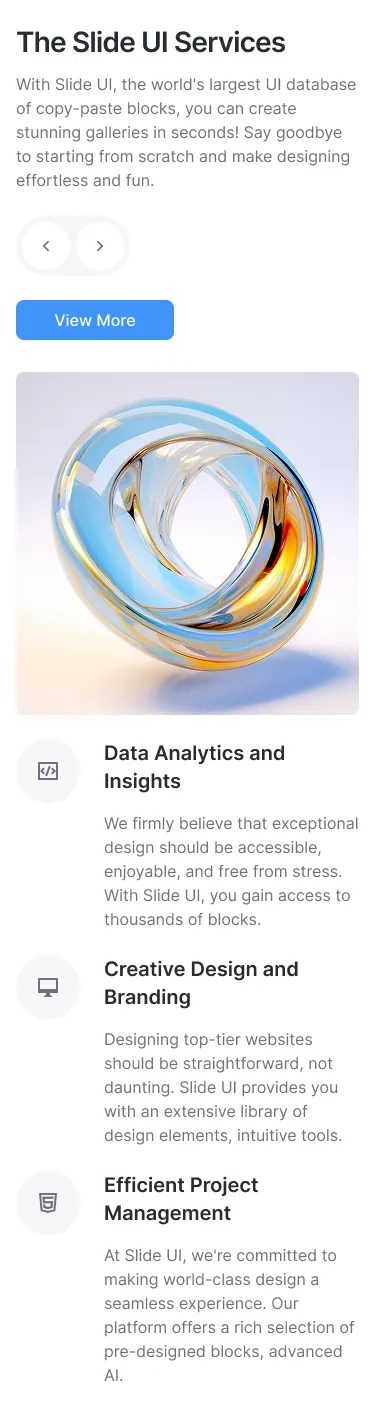 The Slide UI Services
With Slide UI, the world's largest UI database
of copy-paste blocks, you can create
stunning galleries in seconds! Say goodbye
to starting from scratch and make designing
effortless and fun.
View More
Data Analytics and
Insights
We firmly believe that exceptional
design should be accessible,
enjoyable, and free from stress.
With Slide UI, you gain access to
thousands of blocks.
Creative Design and
Branding
Designing top-tier websites
should be straightforward, not
daunting. Slide UI provides you
with an extensive library of
design elements, intuitive tools.
Efficient Project
Management
At Slide UI, we're committed to
making world-class design a
seamless experience. Our
platform offers a rich selection of
pre-designed blocks, advanced
AI.